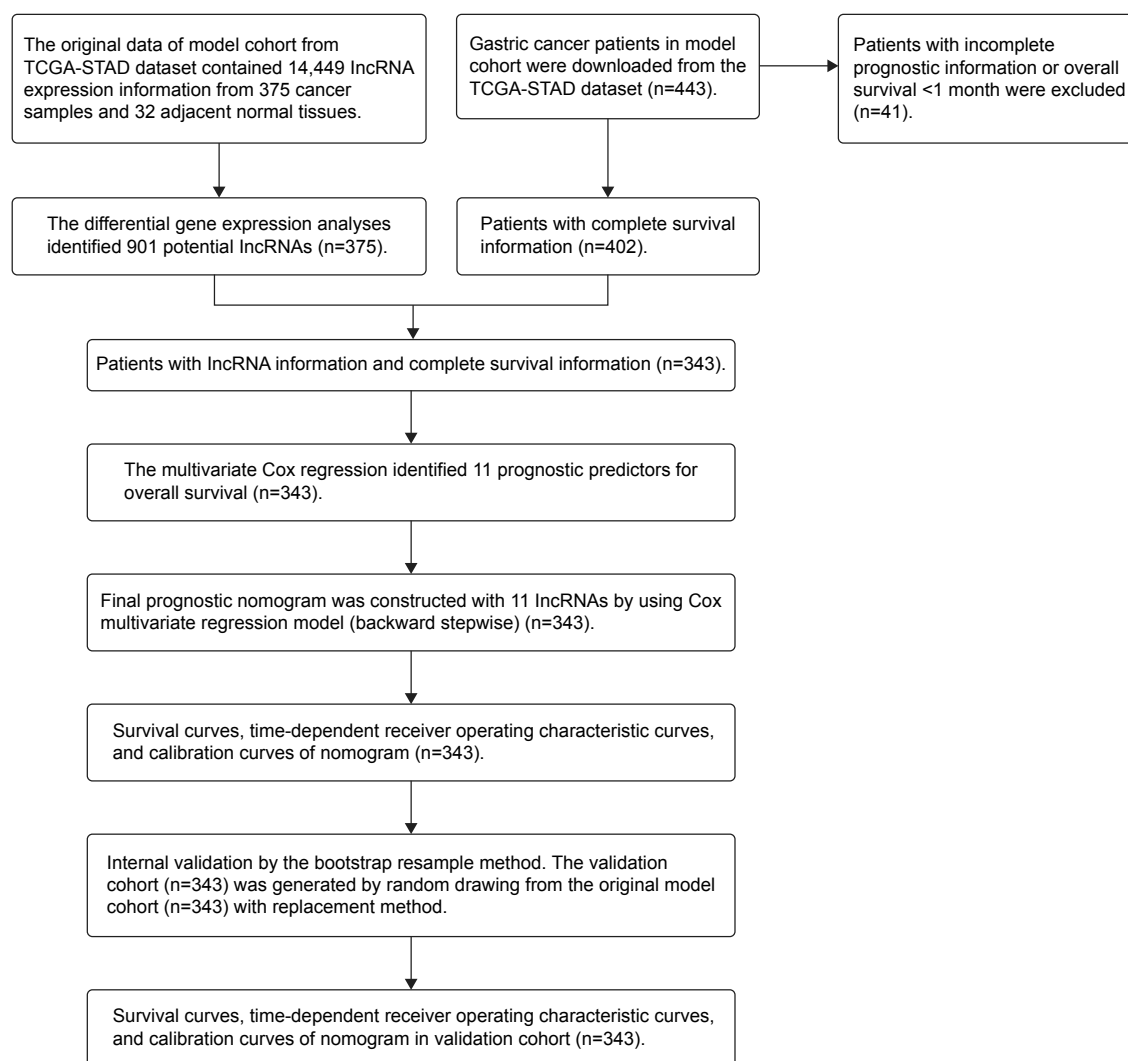 The original data of model cohort from
TCGA-STAD dataset contained 14,449 lncRNA
expression information from 375 cancer
samples and 32 adjacent normal tissues.
Gastric cancer patients in model
cohort were downloaded from the
TCGA-STAD dataset (n=443).
Patients with incomplete
prognostic information or overall
survival <1 month were excluded
(n=41).
The differential gene expression analyses
identified 901 potential lncRNAs (n=375).
Patients with complete survival
information (n=402).
Patients with lncRNA information and complete survival information (n=343).
The multivariate Cox regression identified 11 prognostic predictors for
overall survival (n=343).
Final prognostic nomogram was constructed with 11 lncRNAs by using Cox
multivariate regression model (backward stepwise) (n=343).
Survival curves, time-dependent receiver operating characteristic curves,
and calibration curves of nomogram (n=343).
Internal validation by the bootstrap resample method. The validation
cohort (n=343) was generated by random drawing from the original model
cohort (n=343) with replacement method.
Survival curves, time-dependent receiver operating characteristic curves,
and calibration curves of nomogram in validation cohort (n=343).